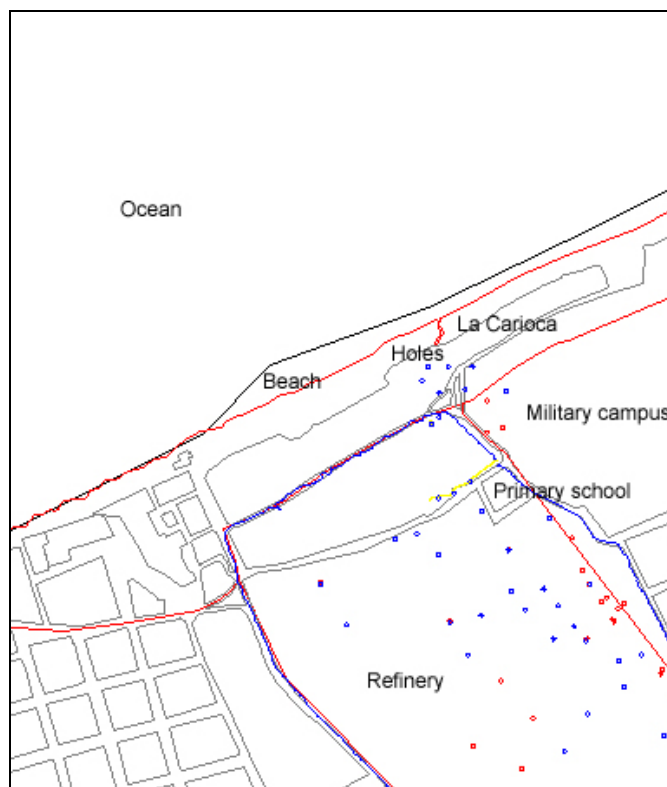 Ocean
La Carioca
Holes
Beach
Military campus
Primary school
Refinery